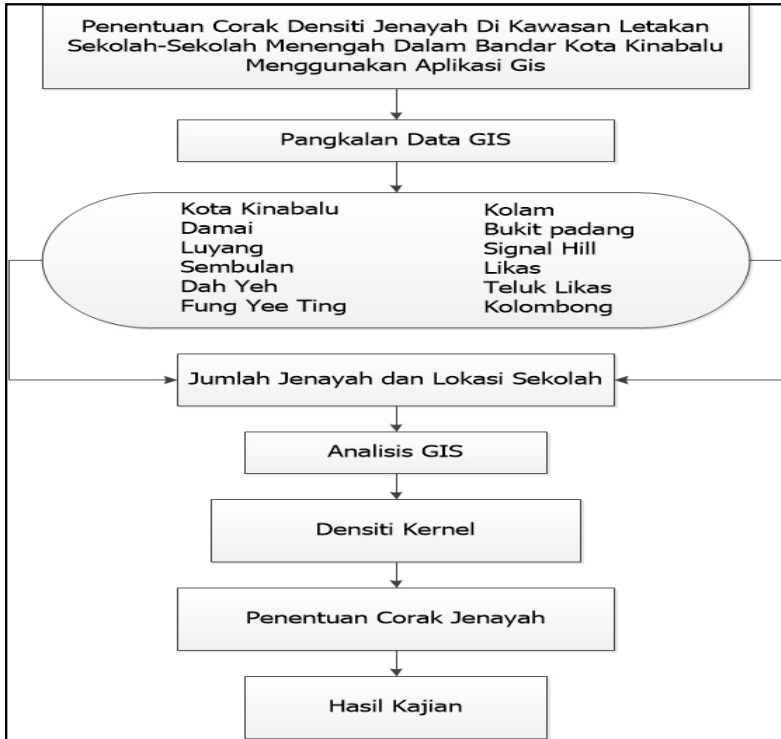 Penentuan Corak Densiti Jenayah Di Kawasan Letakan
Sekolah-Sekolah Menengah Dalam Bandar Kota Kinabalu
Menggunakan Aplikasi Gis
Pangkalan Data GIS
Kota Kinabalu
Damai
Luyang
Sembulan
Dah Yeh
Fung Yee Ting
Kolam
Bukit padang
Signal Hill
Likas
Teluk Likas
Kolombong
Jumlah Jenayah dan Lokasi Sekolah
Analisis GIS
Densiti Kernel
Penentuan Corak Jenayah
Hasil Kajian